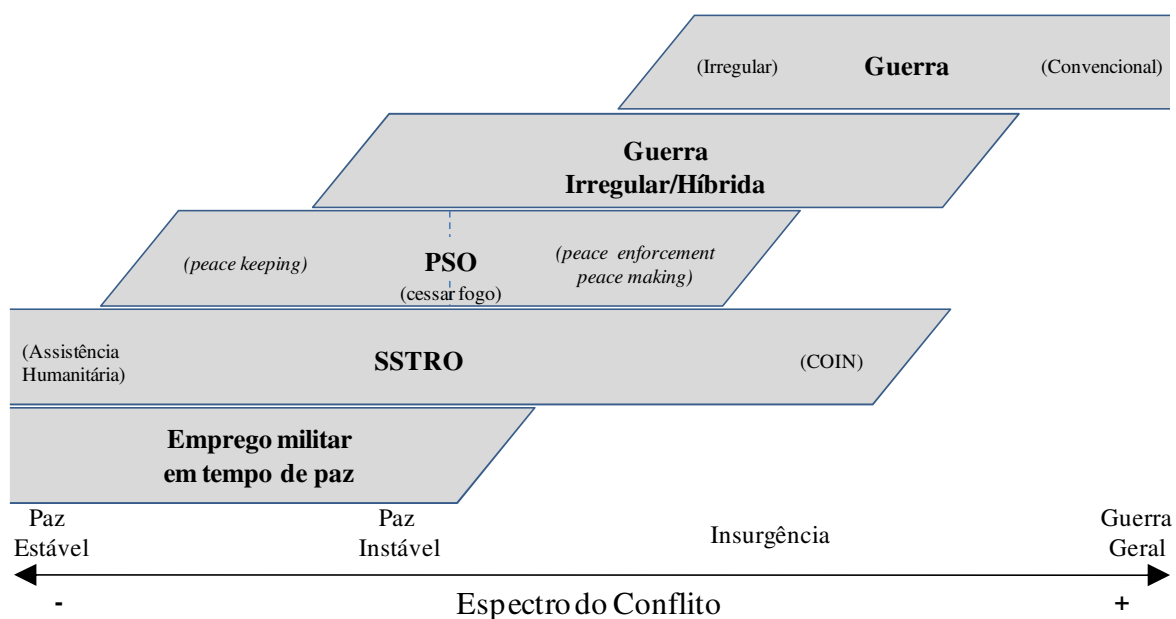 (Irregular) Guerra (Convencional)
Guerra
Irregular/Híbrida
(peace keeping) PSO (peace enforcement
peace making)
(cessar fogo)
(Assistência
Humanitária) SSTRO (COIN)
Emprego militar
em tempo de paz
Paz
Estável
Paz
Instável
Insurgência
Guerra
Geral
- Espectro do Conflito +